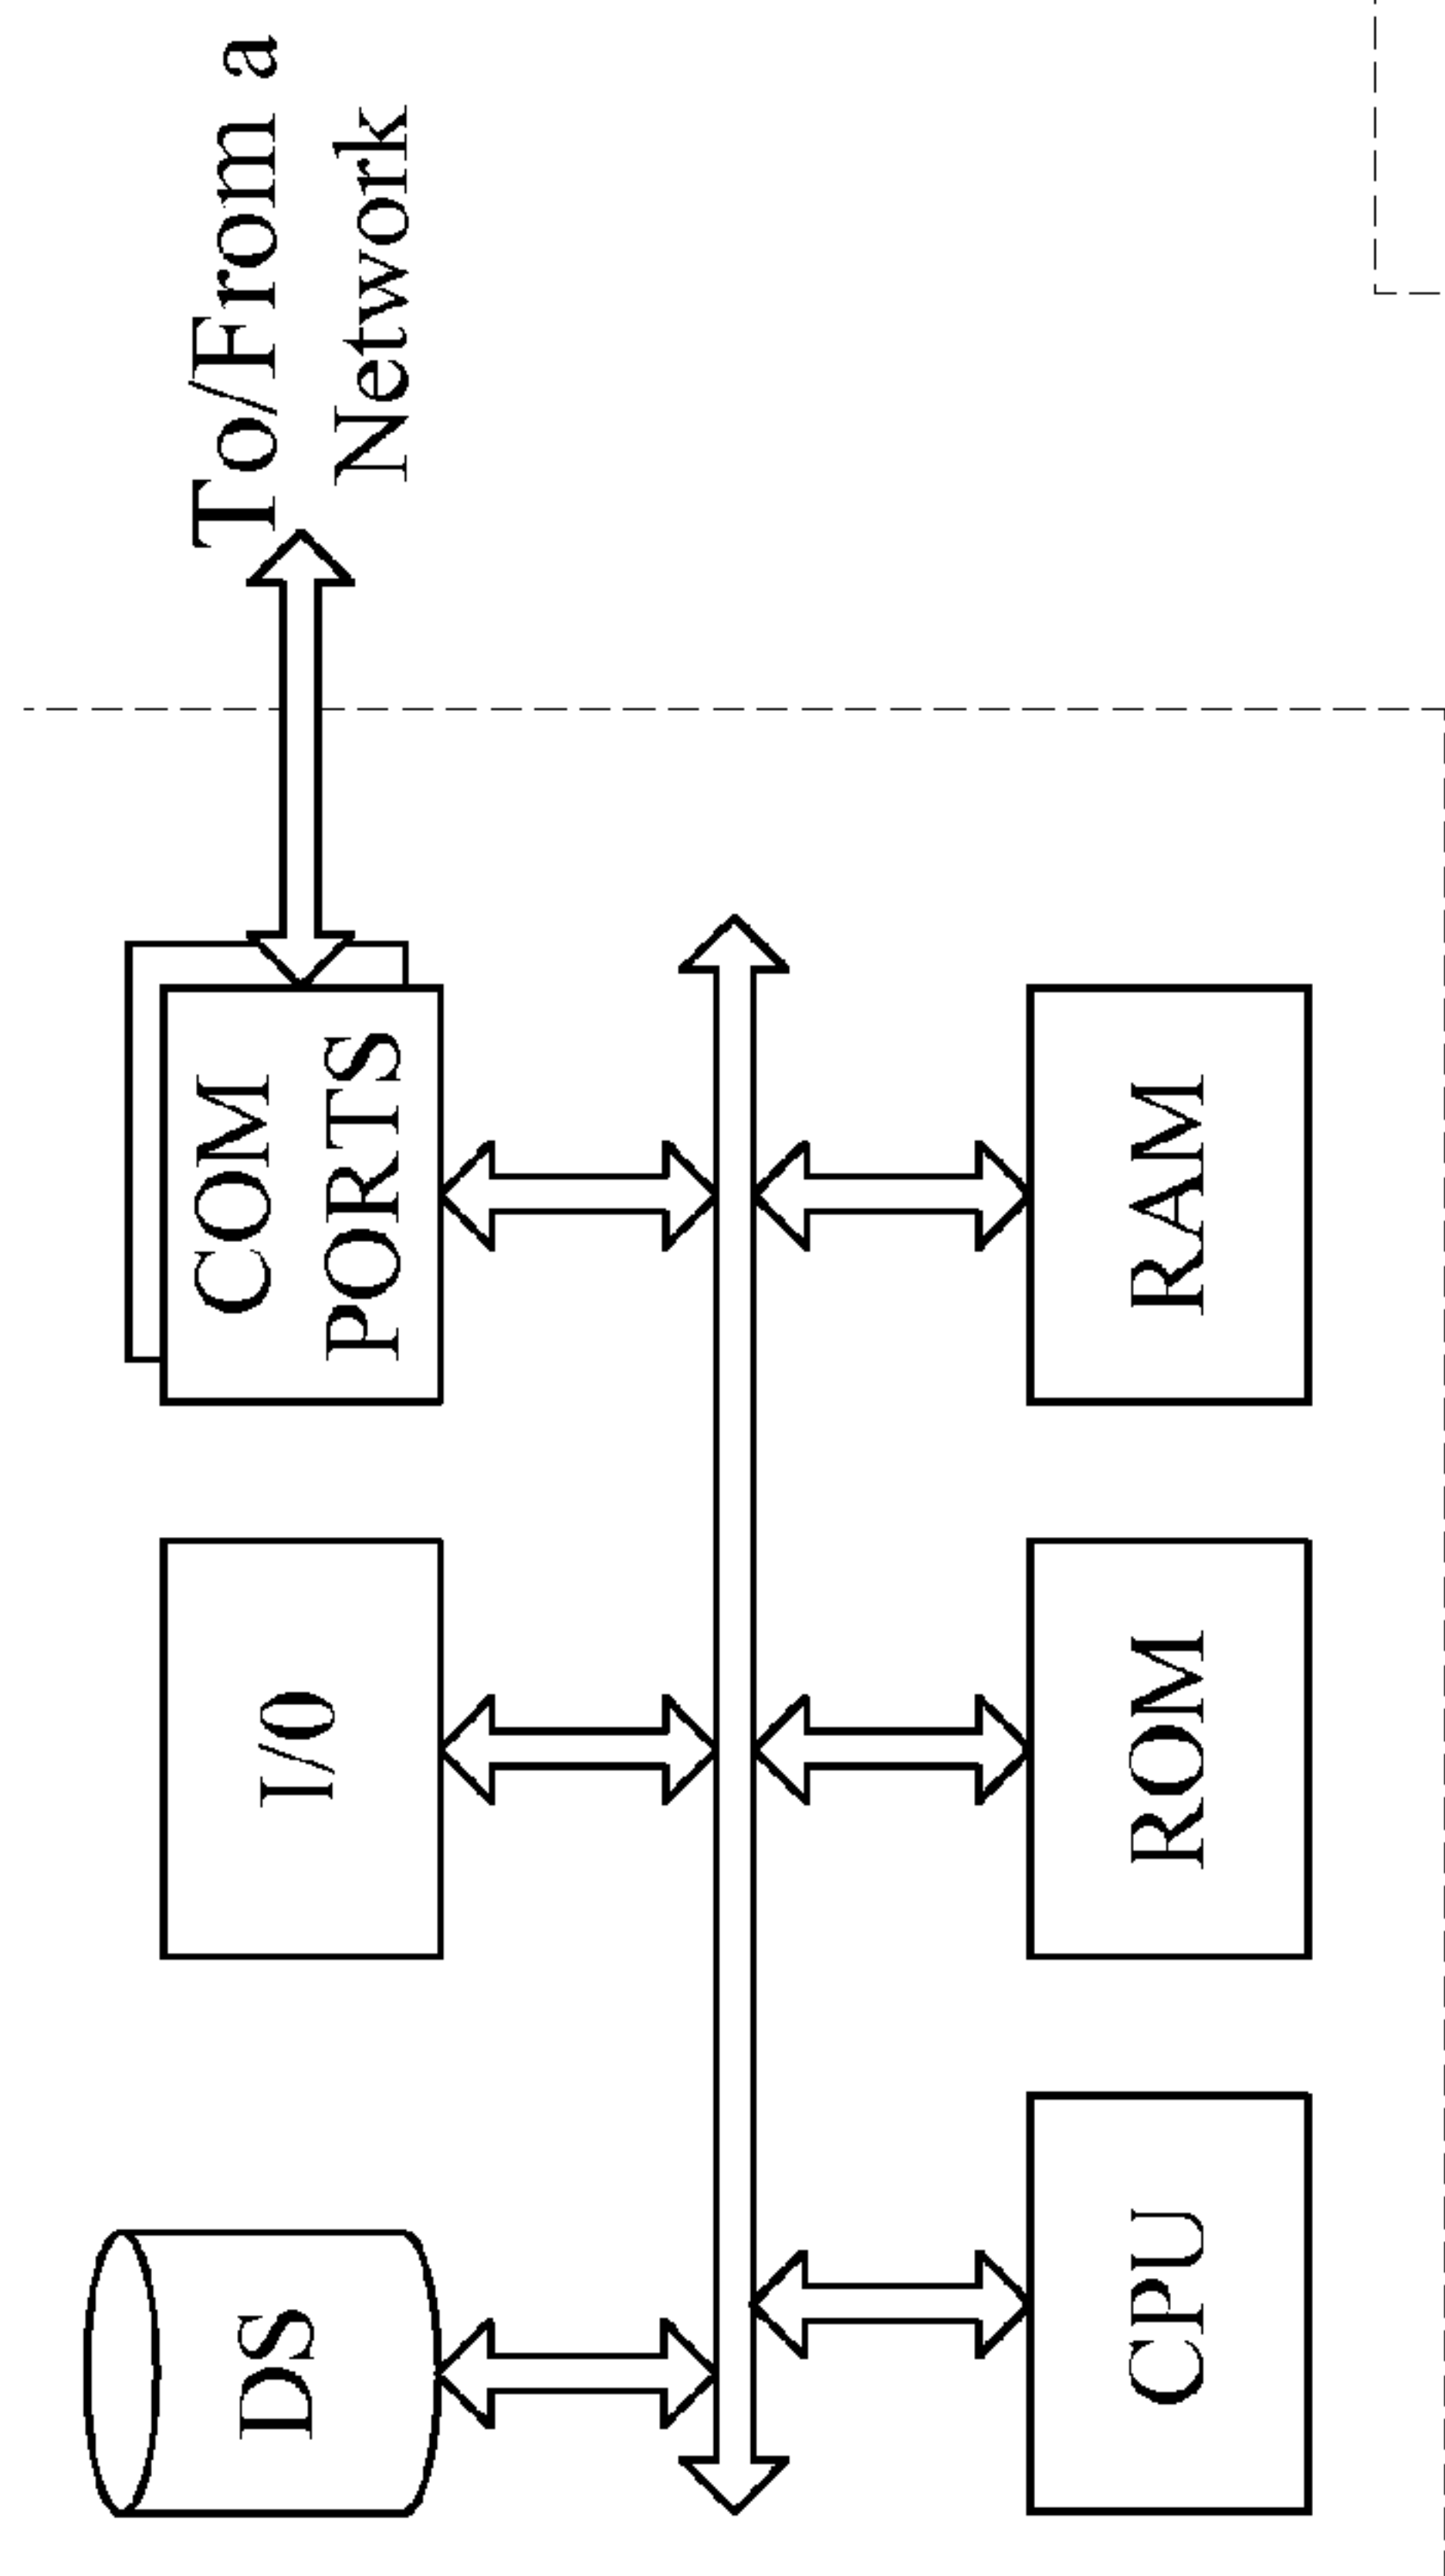 DS
I/0
COM
PORTS
To/From a
Network
CPU
ROM
RAM